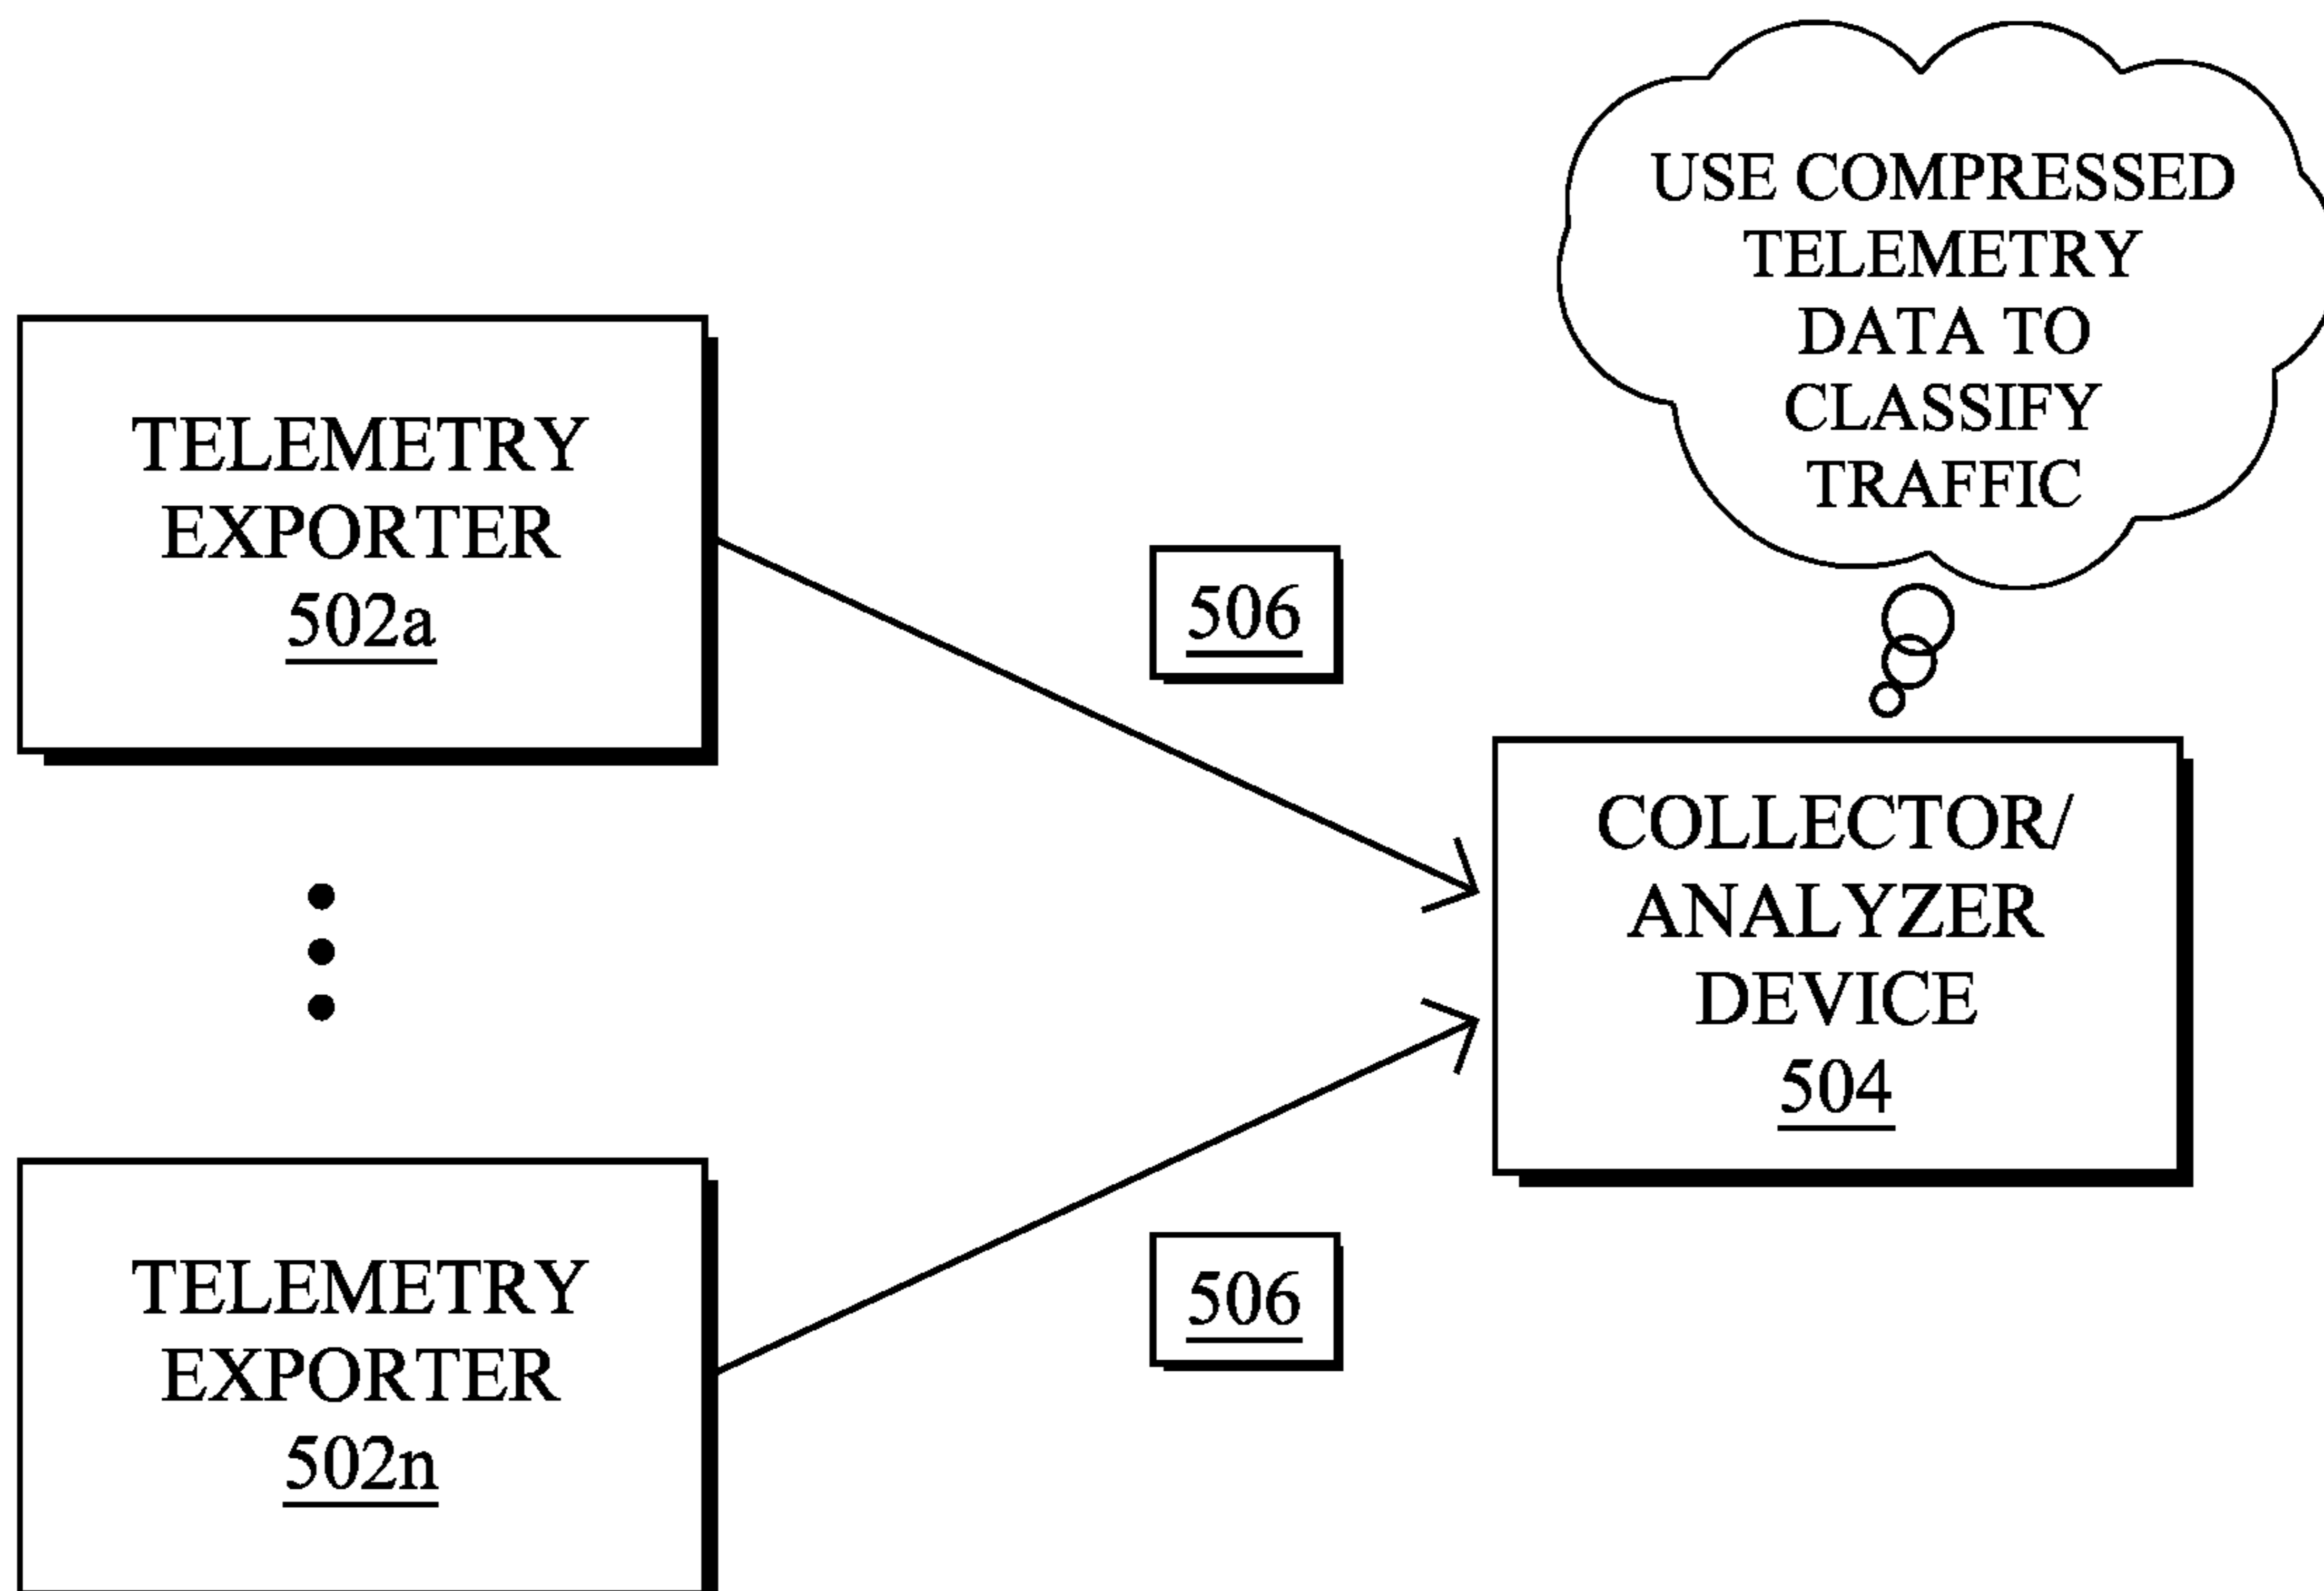 USE COMPRESSED
TELEMETRY
DATA TO
CLASSIFY
TRAFFIC
TELEMETRY
EXPORTER
502a
506
COLLECTOR/
ANALYZER
DEVICE
504
TELEMETRY
EXPORTER
502n
506